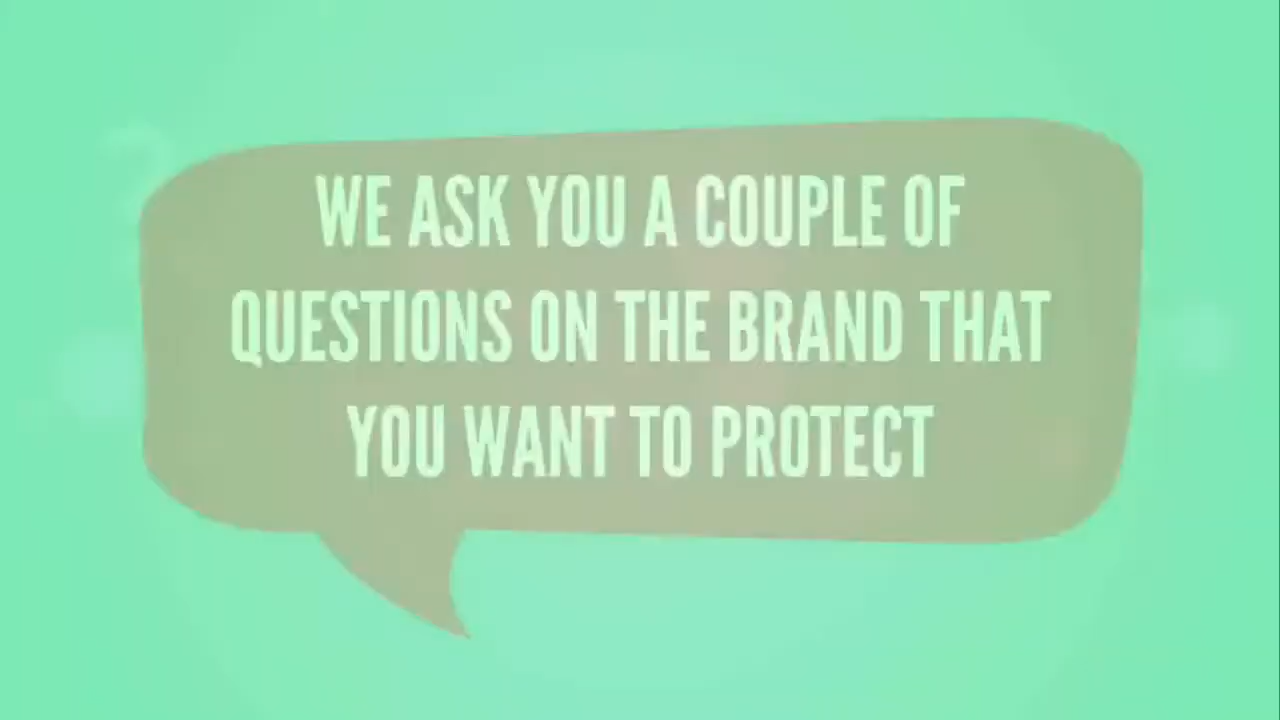 WE ASK YOU A COUPLE OF
QUESTIONS ON THE BRAND THAT
YOU WANT TO PROTECT